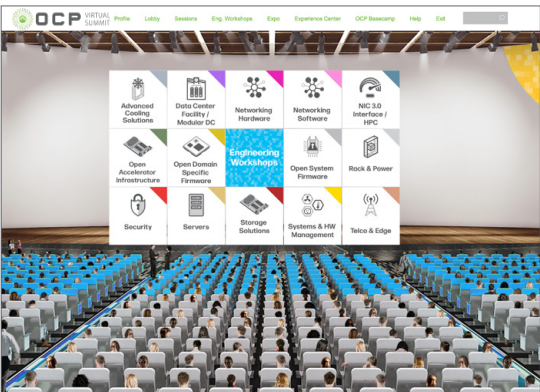 OCP VIRTUAL
SUMMIT
Profile Lobby Sessions Eng. Workshops Expo Experience Center OCP Basecamp Help Exit
Advanced
Cooling
Solutions
Data Center
Facility /
Modular DC
Networking
Hardware
Networking
Software
NIC 3.0
Interface /
HPC
Open
Accelerator
Infrastructure
Open Domain
Specific
Firmware
Engineering
Workshops
Open System
Firmware
Rack & Power
Security
Servers
Storage
Solutions
Systems & HW
Management
Telco & Edge